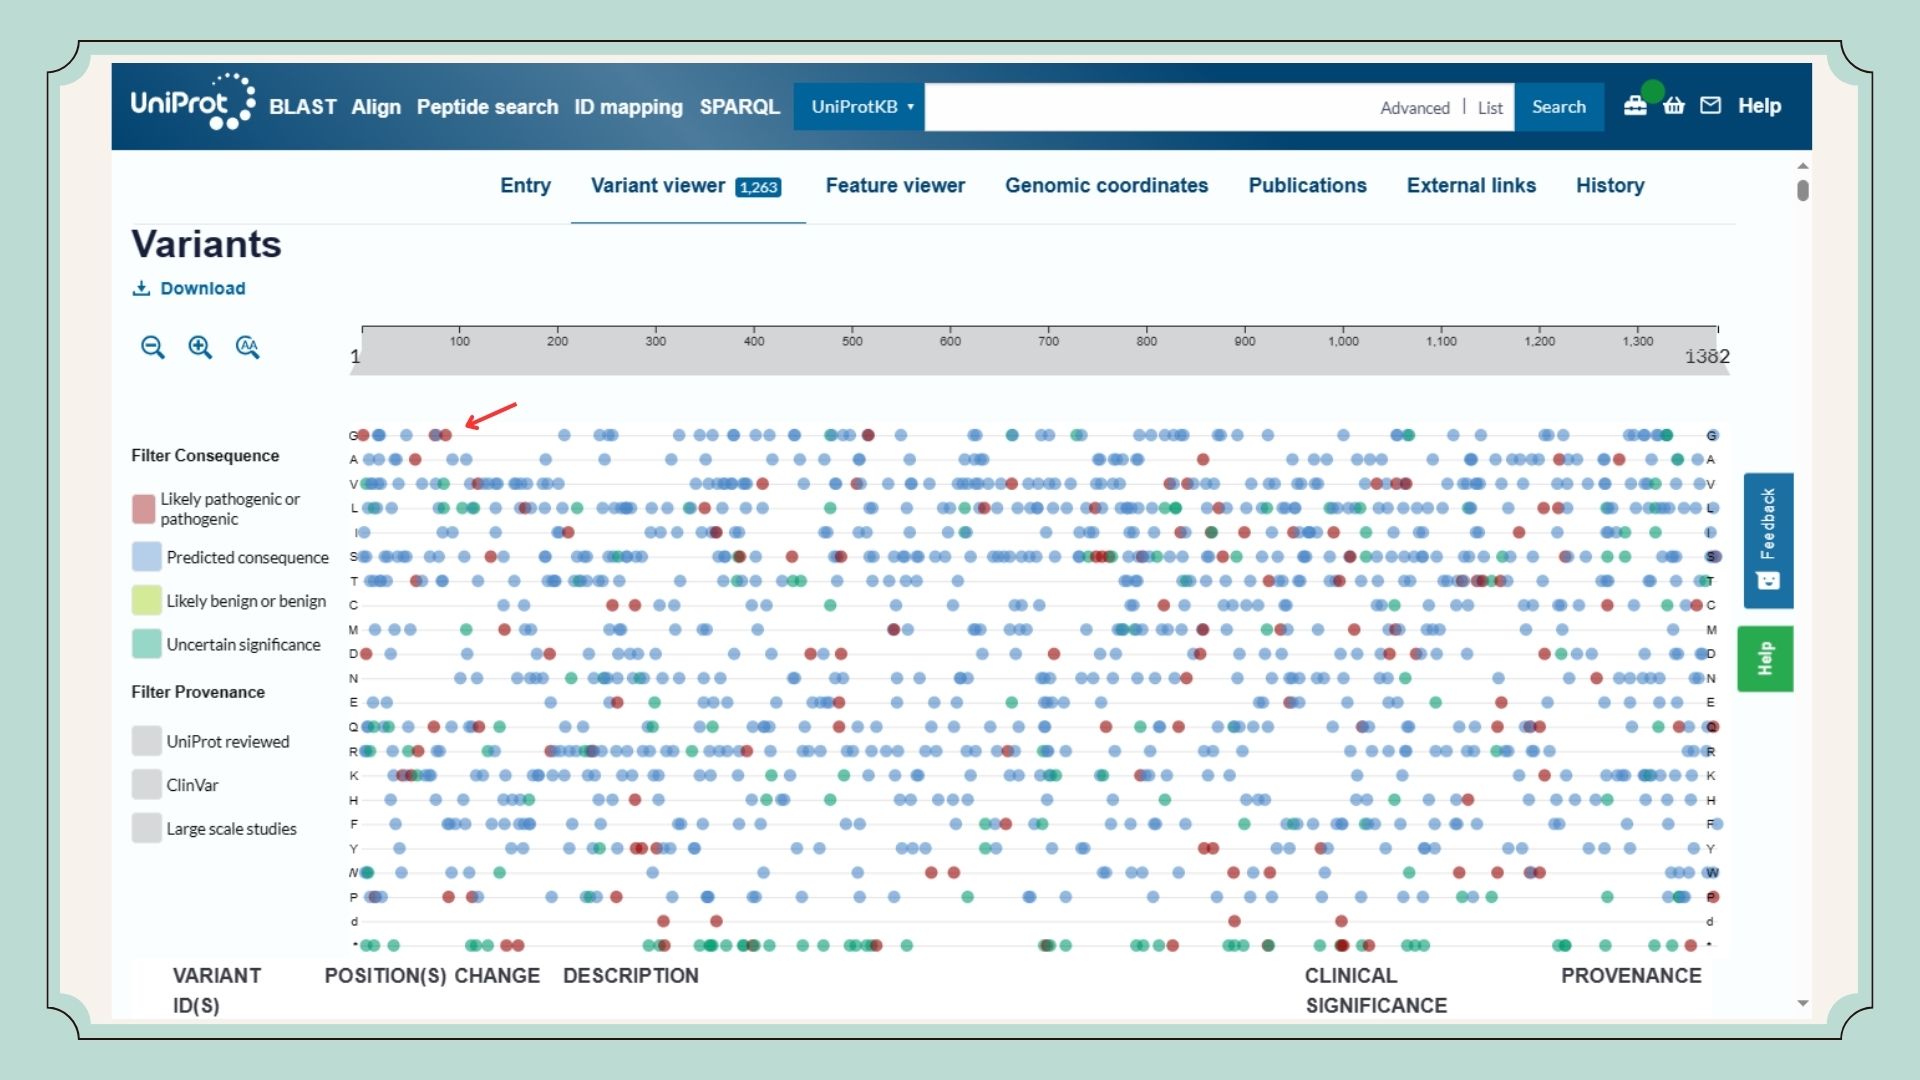 UniProt BLAST Align Peptide search ID mapping SPARQL UniProtKB Advanced | List Search Help
Entry Variant viewer 1,263 Feature viewer Genomic coordinates Publications External links History
Variants
Download
AA
100 200 300 400 500 600 700 800 900 1,000 1,100 1,200 1,300
1 1382
Filter Consequence
Likely pathogenic or
pathogenic
Predicted consequence
Likely benign or benign
Uncertain significance
Filter Provenance
UniProt reviewed
ClinVar
Large scale studies
G G
A A
V V
L L
I I
S S
T T
C C
M M
D D
N N
E E
Q Q
R R
K K
H H
F F
Y Y
W W
P P
d d
* *
Feedback
Help
VARIANT POSITION(S) CHANGE DESCRIPTION CLINICAL PROVENANCE
ID(S) SIGNIFICANCE